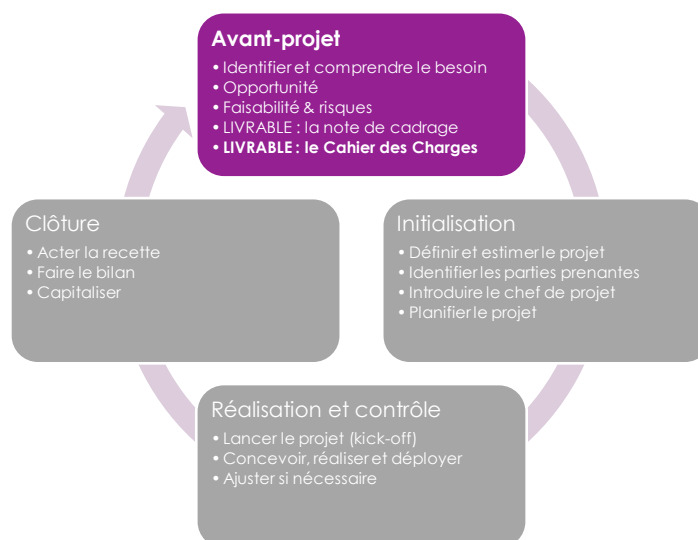 Avant-projet
• Identifier et comprendre le besoin
• Opportunité
• Faisabilité & risques
• LIVRABLE : la note de cadrage
• LIVRABLE : le Cahier des Charges
Initialisation
• Définir et estimer le projet
• Identifier les parties prenantes
• Introduire le chef de projet
• Planifier le projet
Réalisation et contrôle
• Lancer le projet (kick-off)
• Concevoir, réaliser et déployer
• Ajuster si nécessaire
Clôture
• Acter la recette
• Faire le bilan
• Capitaliser